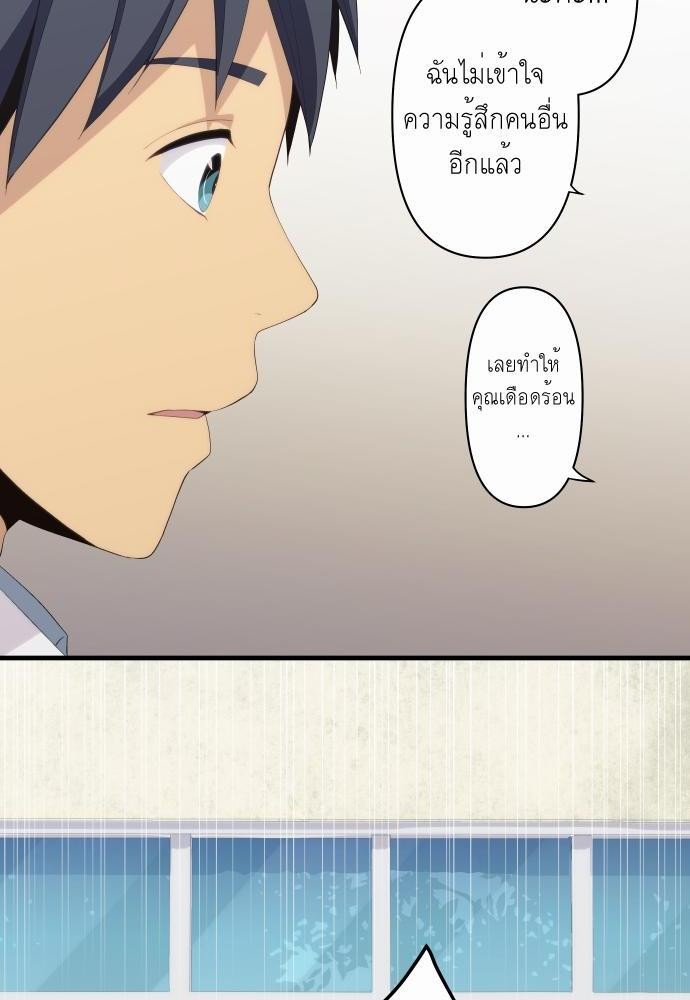 ฉันไม่เข้าใจ
ความรู้สึกคนอื่น
อีกแล้ว
เลยทำให้
คุณเดือดร้อน
...